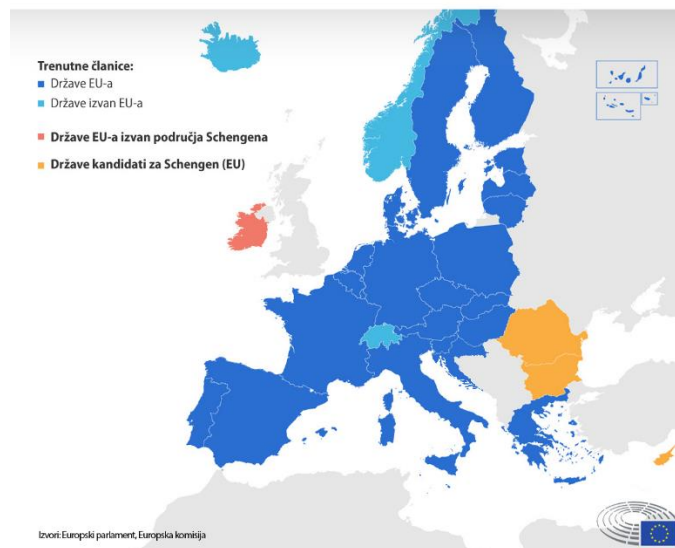 Trenutne članice:
Države EU-a
Države izvan EU-a
Države EU-a izvan područja Schengena
Države kandidati za Schengen (EU)
Izvori: Europski parlament, Europska komisija